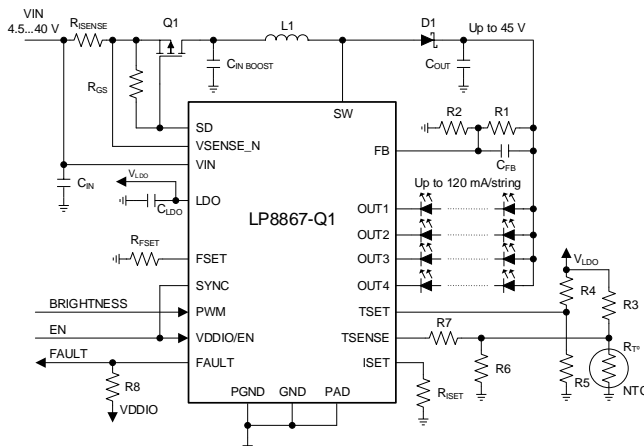 VIN
4.5...40 V
RISENSE
Q1
L1
D1
Up to 45 V
CIN BOOST
COUT
RGS
SW
R2
R1
SD
VSENSE_N
VIN
FB
CFB
CIN
VLDO
CLDO
LDO
LP8867-Q1
Up to 120 mA/string
OUT1
OUT2
OUT3
OUT4
RFSET
FSET
VLDO
SYNC
R4
R3
BRIGHTNESS
PWM
TSET
EN
VDDIO/EN
TSENSE
R7
RT°
FAULT
FAULT
ISET
R6
R5
NTC
R8
RISET
VDDIO
PGND
GND
PAD